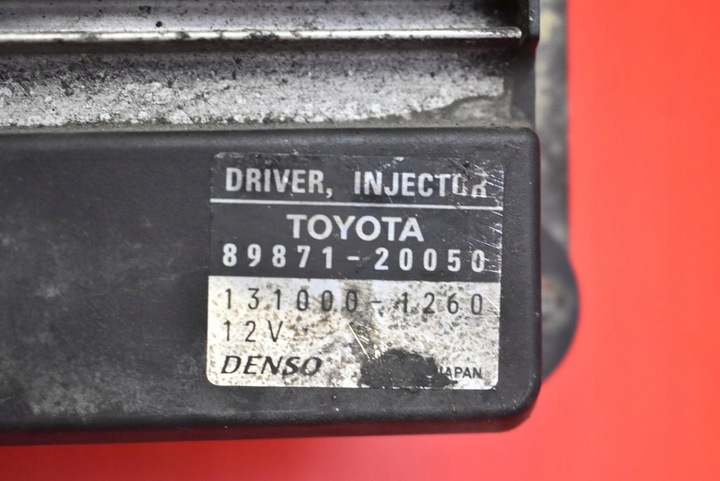 DRIVER, INJECTOR
TOYOTA
89871-20050
131000-1260
12V
DENSO
JAPAN